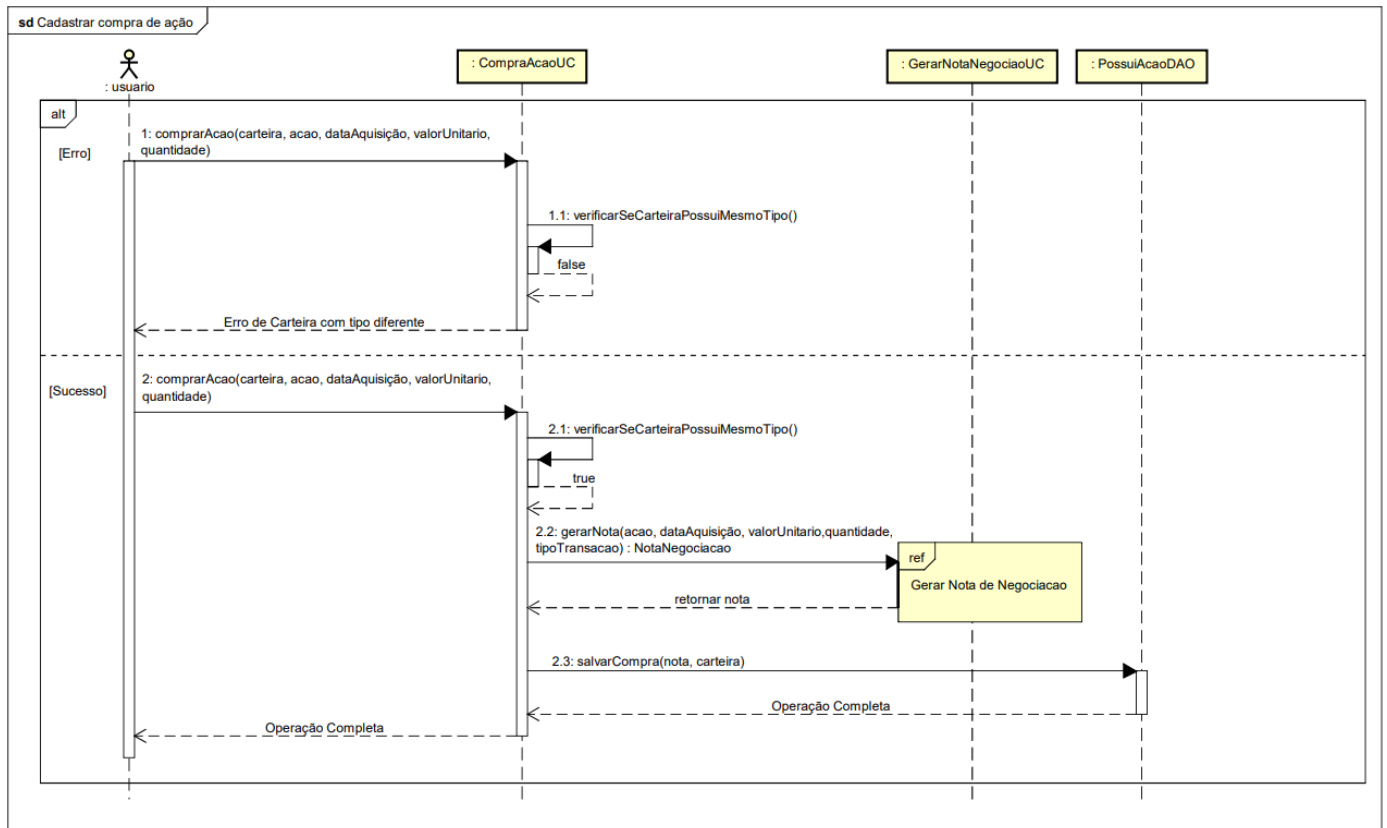 sd Cadastrar compra de ação
: usuario
: CompraAcaoUC
: GerarNotaNegociaoUC
: PossuiAcaoDAO
alt
[Erro]
1: comprarAcao(carteira, acao, dataAquisição, valorUnitario,
quantidade)
1.1: verificarSeCarteiraPossuiMesmoTipo()
false
Erro de Carteira com tipo diferente
[Sucesso]
2: comprarAcao(carteira, acao, dataAquisição, valorUnitario,
quantidade)
2.1: verificarSeCarteiraPossuiMesmoTipo()
true
2.2: gerarNota(acao, dataAquisição, valorUnitario,quantidade,
tipoTransacao) : NotaNegociacao
ref
Gerar Nota de Negociacao
retornar nota
2.3: salvarCompra(nota, carteira)
Operação Completa
Operação Completa